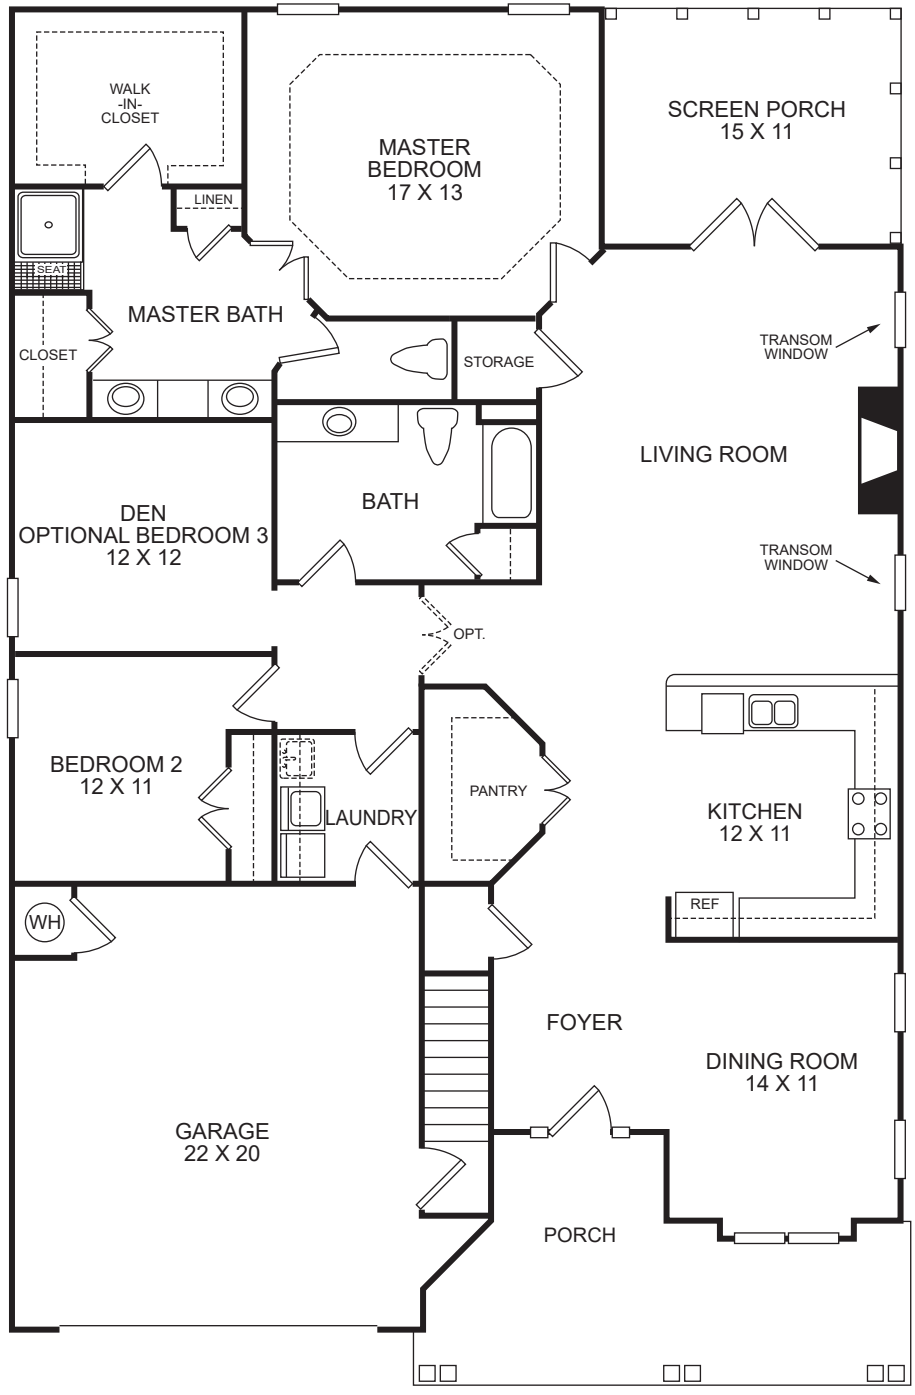 WALK
-IN-
CLOSET
MASTER
BEDROOM
17 X 13
SCREEN PORCH
15 X 11
LINEN
SEAT
MASTER BATH
CLOSET
STORAGE
TRANSOM
WINDOW
LIVING ROOM
BATH
DEN
OPTIONAL BEDROOM 3
12 X 12
TRANSOM
WINDOW
OPT.
BEDROOM 2
12 X 11
LAUNDRY
PANTRY
KITCHEN
12 X 11
REF
WH
FOYER
DINING ROOM
14 X 11
GARAGE
22 X 20
PORCH